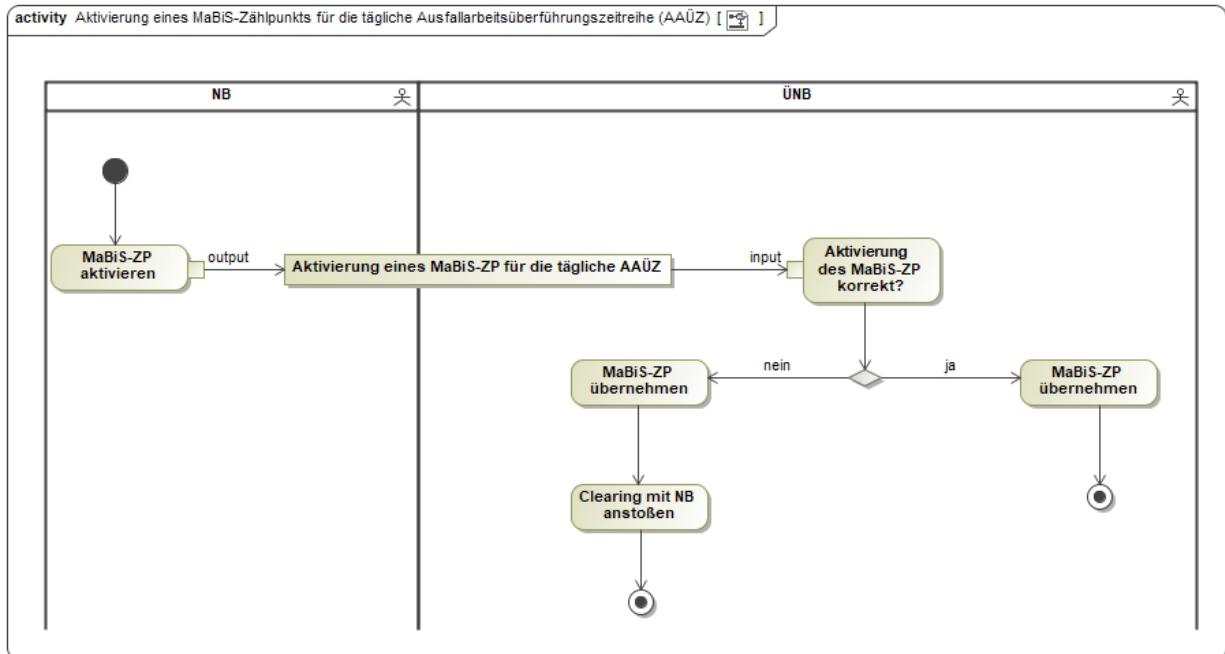 activity Aktivierung eines MaBiS-Zählpunkts für die tägliche Ausfallarbeitsüberführungszeitreihe (AAÜZ) [ ]
NB
ÜNB
MaBiS-ZP
aktivieren
output
Aktivierung eines MaBiS-ZP für die tägliche AAÜZ
input
Aktivierung
des MaBiS-ZP
korrekt?
nein
ja
MaBiS-ZP
übernehmen
MaBiS-ZP
übernehmen
Clearing mit NB
anstoßen